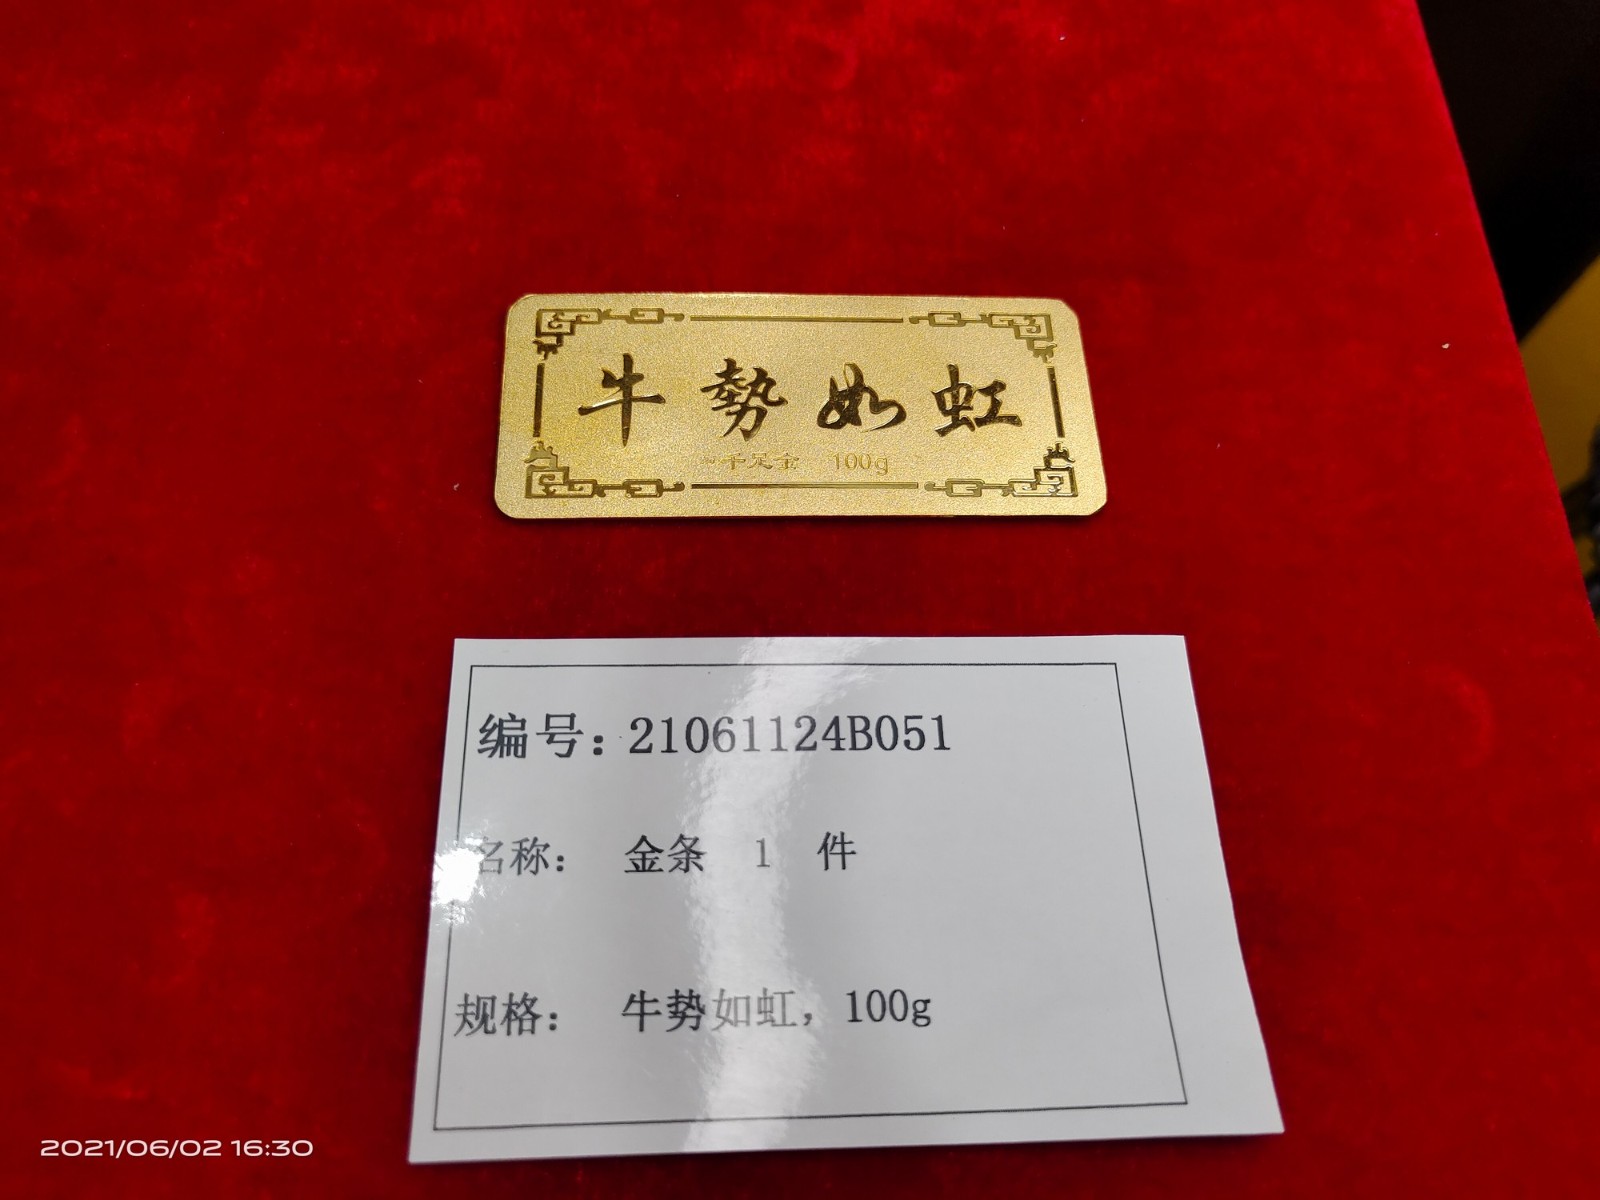 牛勢如虹
千足金 100g
编号：21061124B051
名称： 金条 1 件
规格： 牛势如虹，100g
2021/06/02 16:30